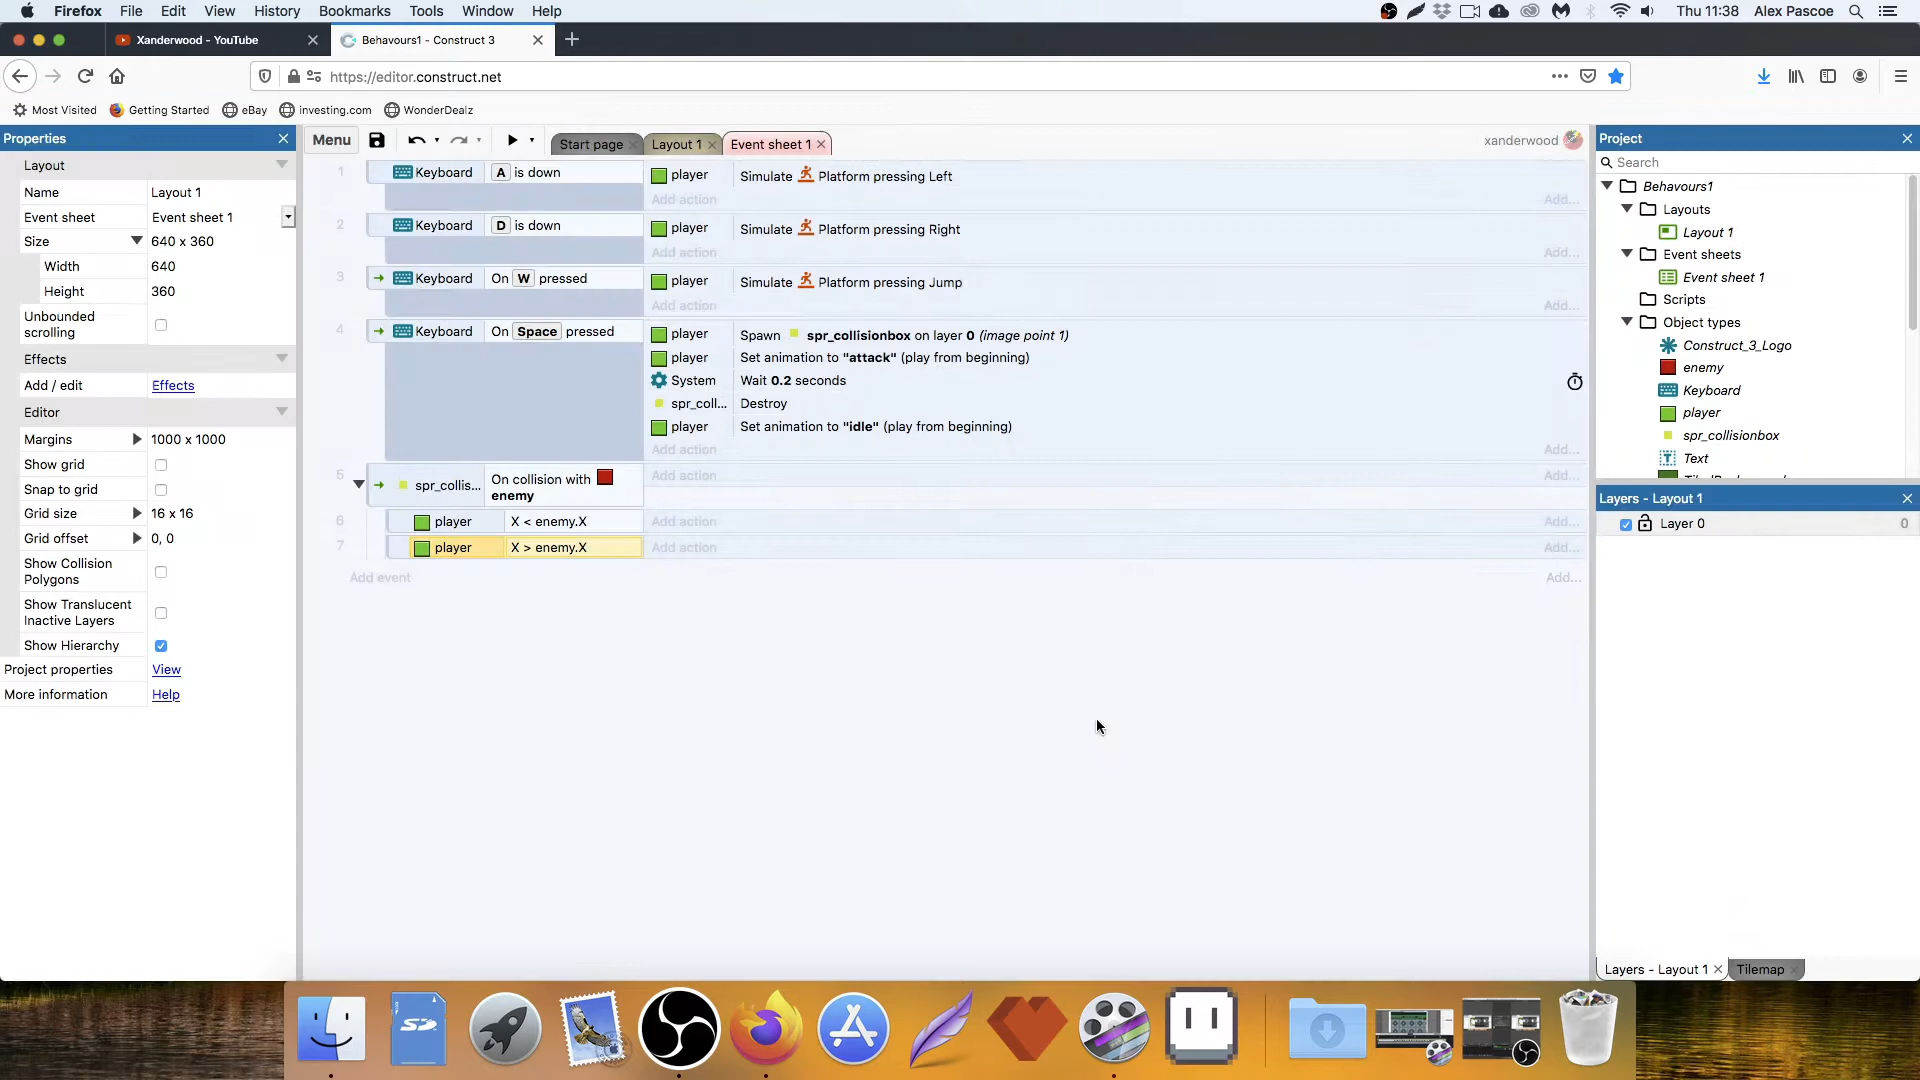 Firefox File Edit View History Bookmarks Tools Window Help Thu 11:38 Alex Pascoe
Xanderwood - YouTube Behavours1 - Construct 3
https://editor.construct.net
Most Visited Getting Started eBay investing.com WonderDealz
Properties
Layout
Name Layout 1
Event sheet Event sheet 1
Size 640 x 360
Width 640
Height 360
Unbounded
scrolling
Effects
Add / edit Effects
Editor
Margins 1000 x 1000
Show grid
Snap to grid
Grid size 16 x 16
Grid offset 0, 0
Show Collision
Polygons
Show Translucent
Inactive Layers
Show Hierarchy
Project properties View
More information Help
Menu Start page Layout 1 Event sheet 1 xanderwood
1 Keyboard A is down player Simulate Platform pressing Left
Add action Add...
2 Keyboard D is down player Simulate Platform pressing Right
Add action Add...
3 Keyboard On W pressed player Simulate Platform pressing Jump
Add action Add...
4 Keyboard On Space pressed player Spawn spr_collisionbox on layer 0 (image point 1)
player Set animation to "attack" (play from beginning)
System Wait 0.2 seconds
spr_coll... Destroy
player Set animation to "idle" (play from beginning)
Add action Add...
5 spr_collis... On collision with enemy Add action Add...
6 player X < enemy.X Add action Add...
7 player X > enemy.X Add action Add...
Add event Add...
Project
Search
Behavours1
Layouts
Layout 1
Event sheets
Event sheet 1
Scripts
Object types
Construct_3_Logo
enemy
Keyboard
player
spr_collisionbox
Text
Layers - Layout 1
Layer 0 0
Layers - Layout 1 Tilemap